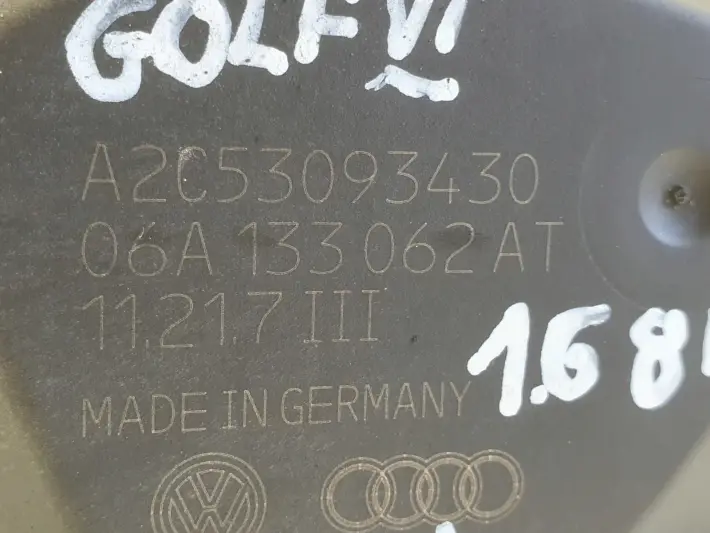 GOLF VI
A2C53093430
06A 133 062 AT
11.21.7 III
1.6 8
MADE IN GERMANY